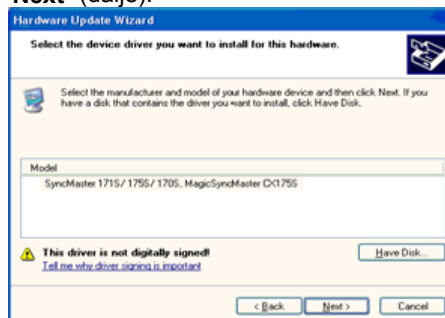 "Next" (dalje).
Hardware Update Wizard
Select the device driver you want to install for this hardware.
Select the manufacturer and model of your hardware device and then click Next. If you
have a disk that contains the driver you want to install, click Have Disk.
Model
SyncMaster 171S/ 175S/ 170S, MagicSyncMaster CX175S
This driver is not digitally signed!
Tell me why driver signing is important
Have Disk...
< Back
Next >
Cancel